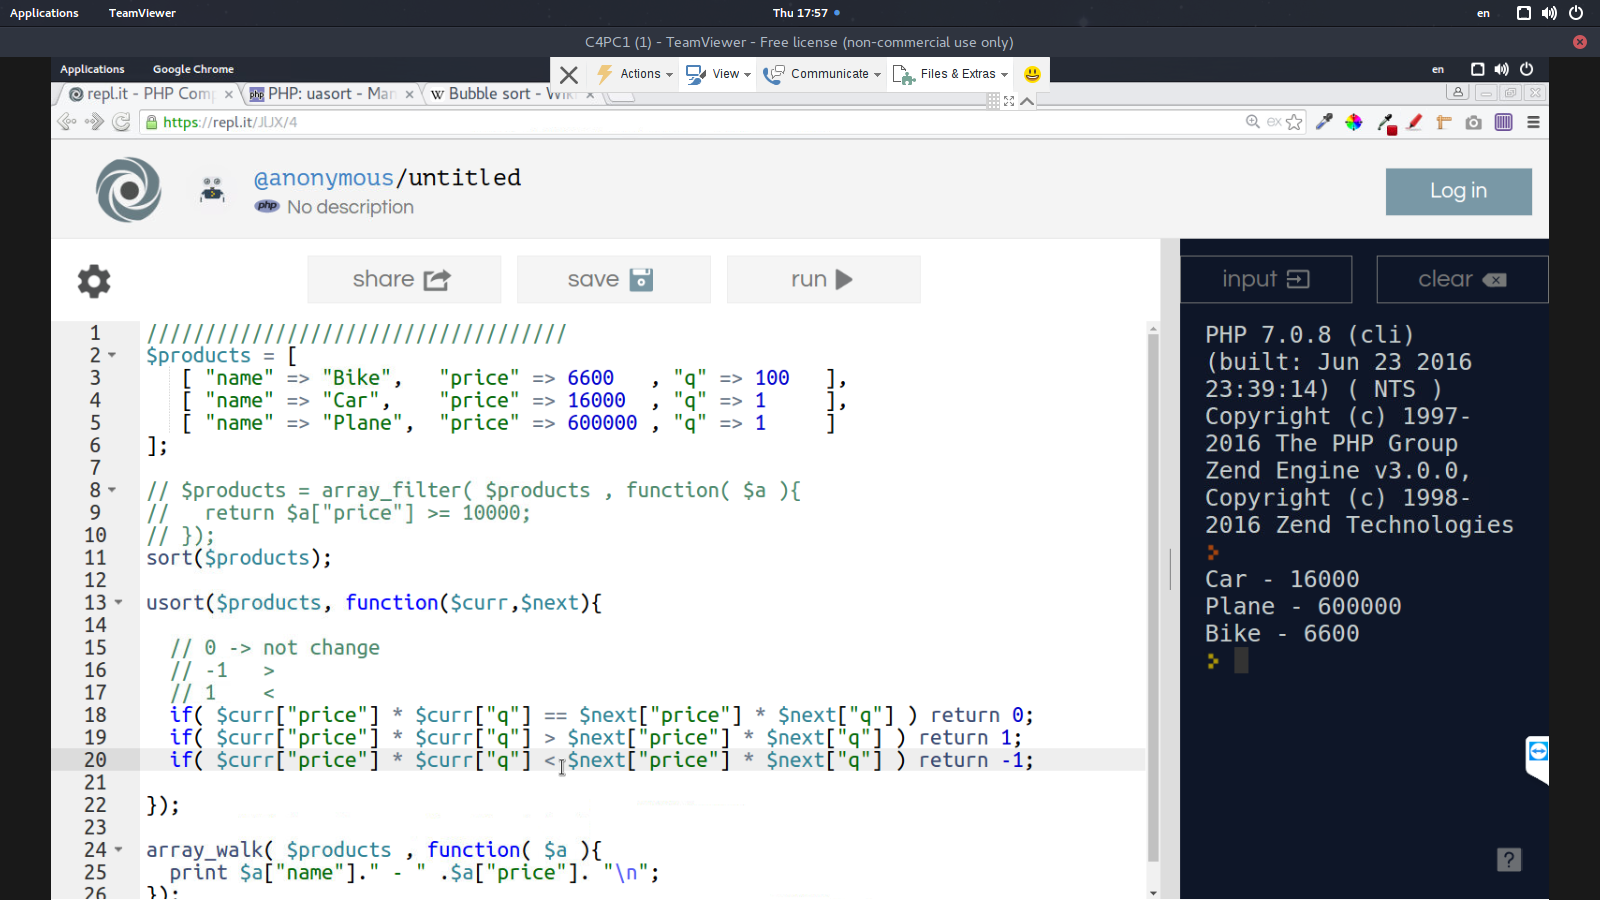 Applications TeamViewer Thu 17:57 en
C4PC1 (1) - TeamViewer - Free license (non-commercial use only)
Applications Google Chrome en
Actions View Communicate Files & Extras
repl.it - PHP Com PHP: uasort - Man Bubble sort - Wiki
https://repl.it/JIJX/4
@anonymous/untitled
php No description
Log in
share save run
input clear
1 ////////////////////////////////////
2 $products = [
3 [ "name" => "Bike", "price" => 6600 , "q" => 100 ],
4 [ "name" => "Car", "price" => 16000 , "q" => 1 ],
5 [ "name" => "Plane", "price" => 600000 , "q" => 1 ]
6 ];
7
8 // $products = array_filter( $products , function( $a ){
9 // return $a["price"] >= 10000;
10 // });
11 sort($products);
12
13 usort($products, function($curr,$next){
14
15 // 0 -> not change
16 // -1 >
17 // 1 <
18 if( $curr["price"] * $curr["q"] == $next["price"] * $next["q"] ) return 0;
19 if( $curr["price"] * $curr["q"] > $next["price"] * $next["q"] ) return 1;
20 if( $curr["price"] * $curr["q"] < $next["price"] * $next["q"] ) return -1;
21
22 });
23
24 array_walk( $products , function( $a ){
25 print $a["name"]." - " .$a["price"]. "\n";
26 });
PHP 7.0.8 (cli)
(built: Jun 23 2016
23:39:14) ( NTS )
Copyright (c) 1997-
2016 The PHP Group
Zend Engine v3.0.0,
Copyright (c) 1998-
2016 Zend Technologies
Car - 16000
Plane - 600000
Bike - 6600
?